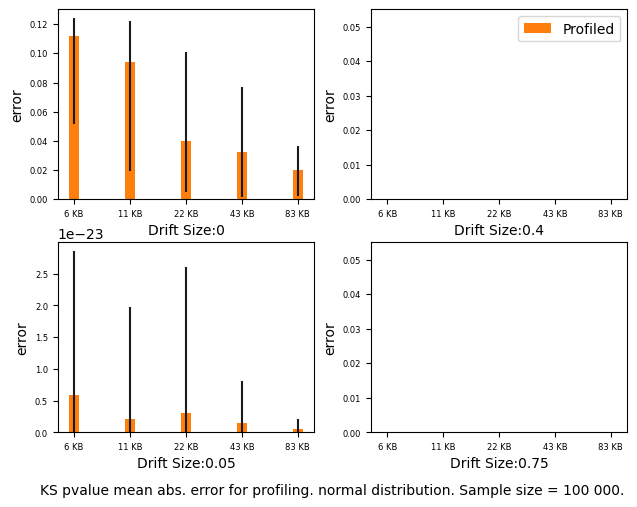 0.12
0.10
0.08
0.06
0.04
0.02
0.00
error
6 KB 11 KB 22 KB 43 KB 83 KB
Drift Size:0
Profiled
0.05
0.04
0.03
0.02
0.01
0.00
error
6 KB 11 KB 22 KB 43 KB 83 KB
Drift Size:0.4
1e−23
2.5
2.0
1.5
1.0
0.5
0.0
error
6 KB 11 KB 22 KB 43 KB 83 KB
Drift Size:0.05
0.05
0.04
0.03
0.02
0.01
0.00
error
6 KB 11 KB 22 KB 43 KB 83 KB
Drift Size:0.75
KS pvalue mean abs. error for profiling. normal distribution. Sample size = 100 000.